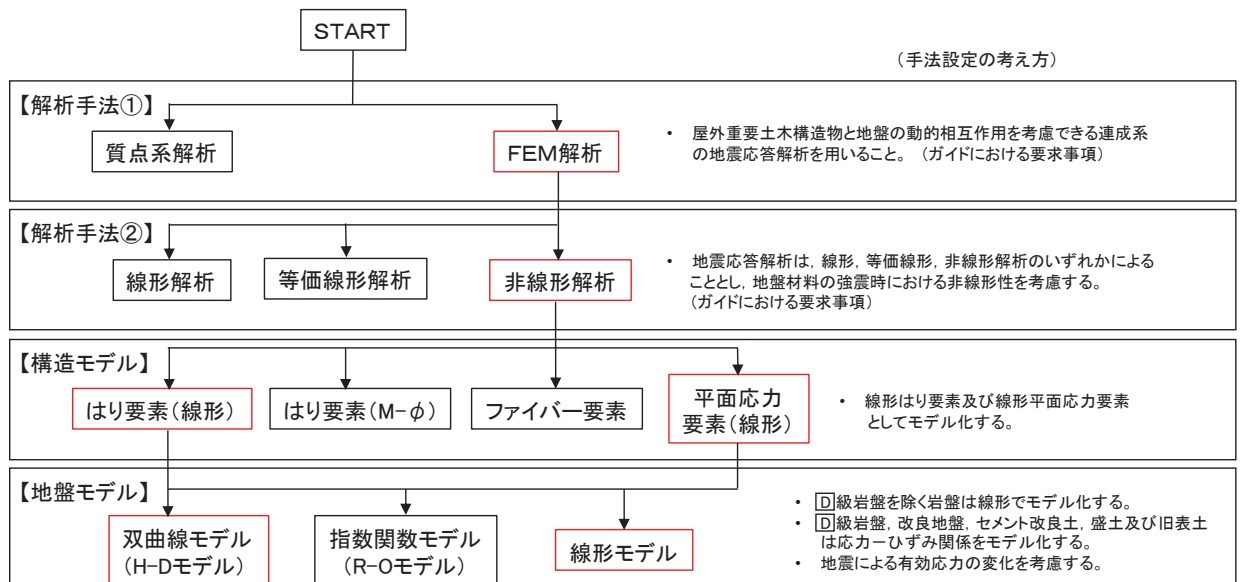 START
（手法設定の考え方）
【解析手法①】
質点系解析
FEM解析
・ 屋外重要土木構造物と地盤の動的相互作用を考慮できる連成系
の地震応答解析を用いること。（ガイドにおける要求事項）
【解析手法②】
線形解析
等価線形解析
非線形解析
・ 地震応答解析は，線形，等価線形，非線形解析のいずれかによる
こととし，地盤材料の強震時における非線形性を考慮する。
（ガイドにおける要求事項）
【構造モデル】
はり要素（線形）
はり要素（M-φ）
ファイバー要素
平面応力
要素（線形）
・ 線形はり要素及び線形平面応力要素
としてモデル化する。
【地盤モデル】
双曲線モデル
（H-Dモデル）
指数関数モデル
（R-Oモデル）
線形モデル
・ D級岩盤を除く岩盤は線形でモデル化する。
・ D級岩盤，改良地盤，セメント改良土，盛土及び旧表土
は応力ーひずみ関係をモデル化する。
・ 地震による有効応力の変化を考慮する。